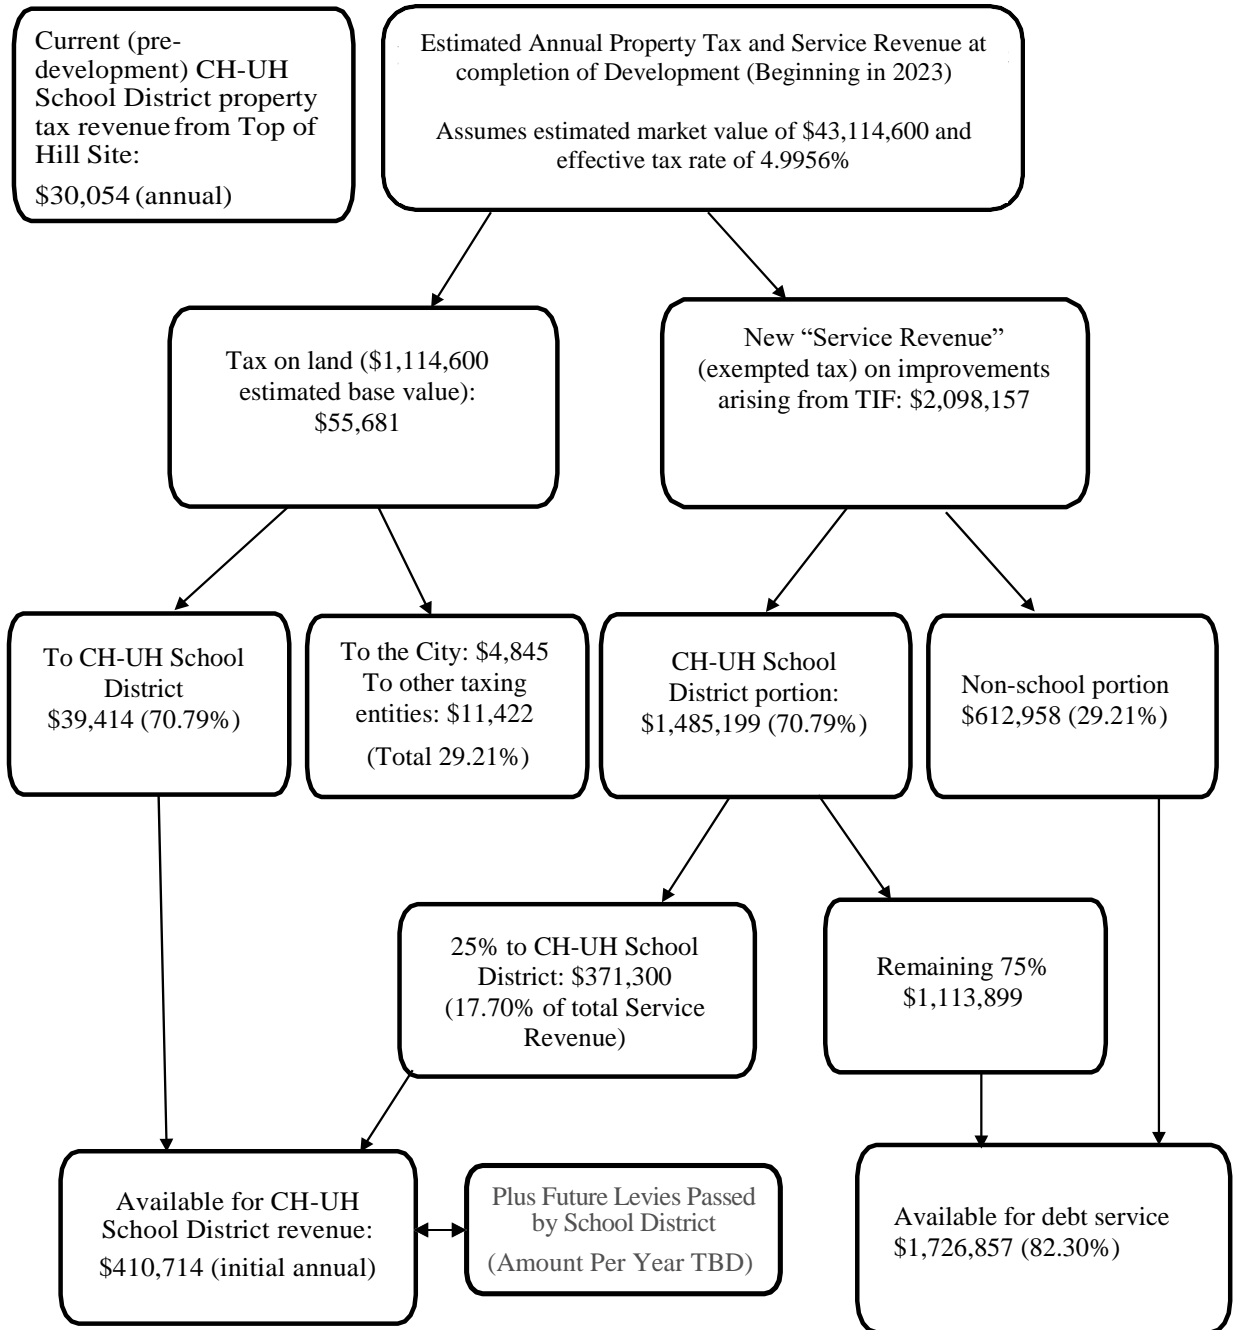 Current (pre-
development) CH-UH
School District property
tax revenue from Top of
Hill Site:
$30,054 (annual)
Estimated Annual Property Tax and Service Revenue at
completion of Development (Beginning in 2023)
Assumes estimated market value of $43,114,600 and
effective tax rate of 4.9956%
Tax on land ($1,114,600
estimated base value):
$55,681
New “Service Revenue”
(exempted tax) on improvements
arising from TIF: $2,098,157
To CH-UH School
District
$39,414 (70.79%)
To the City: $4,845
To other taxing
entities: $11,422
(Total 29.21%)
CH-UH School
District portion:
$1,485,199 (70.79%)
Non-school portion
$612,958 (29.21%)
25% to CH-UH School
District: $371,300
(17.70% of total Service
Revenue)
Remaining 75%
$1,113,899
Available for CH-UH
School District revenue:
$410,714 (initial annual)
Plus Future Levies Passed
by School District
(Amount Per Year TBD)
Available for debt service
$1,726,857 (82.30%)